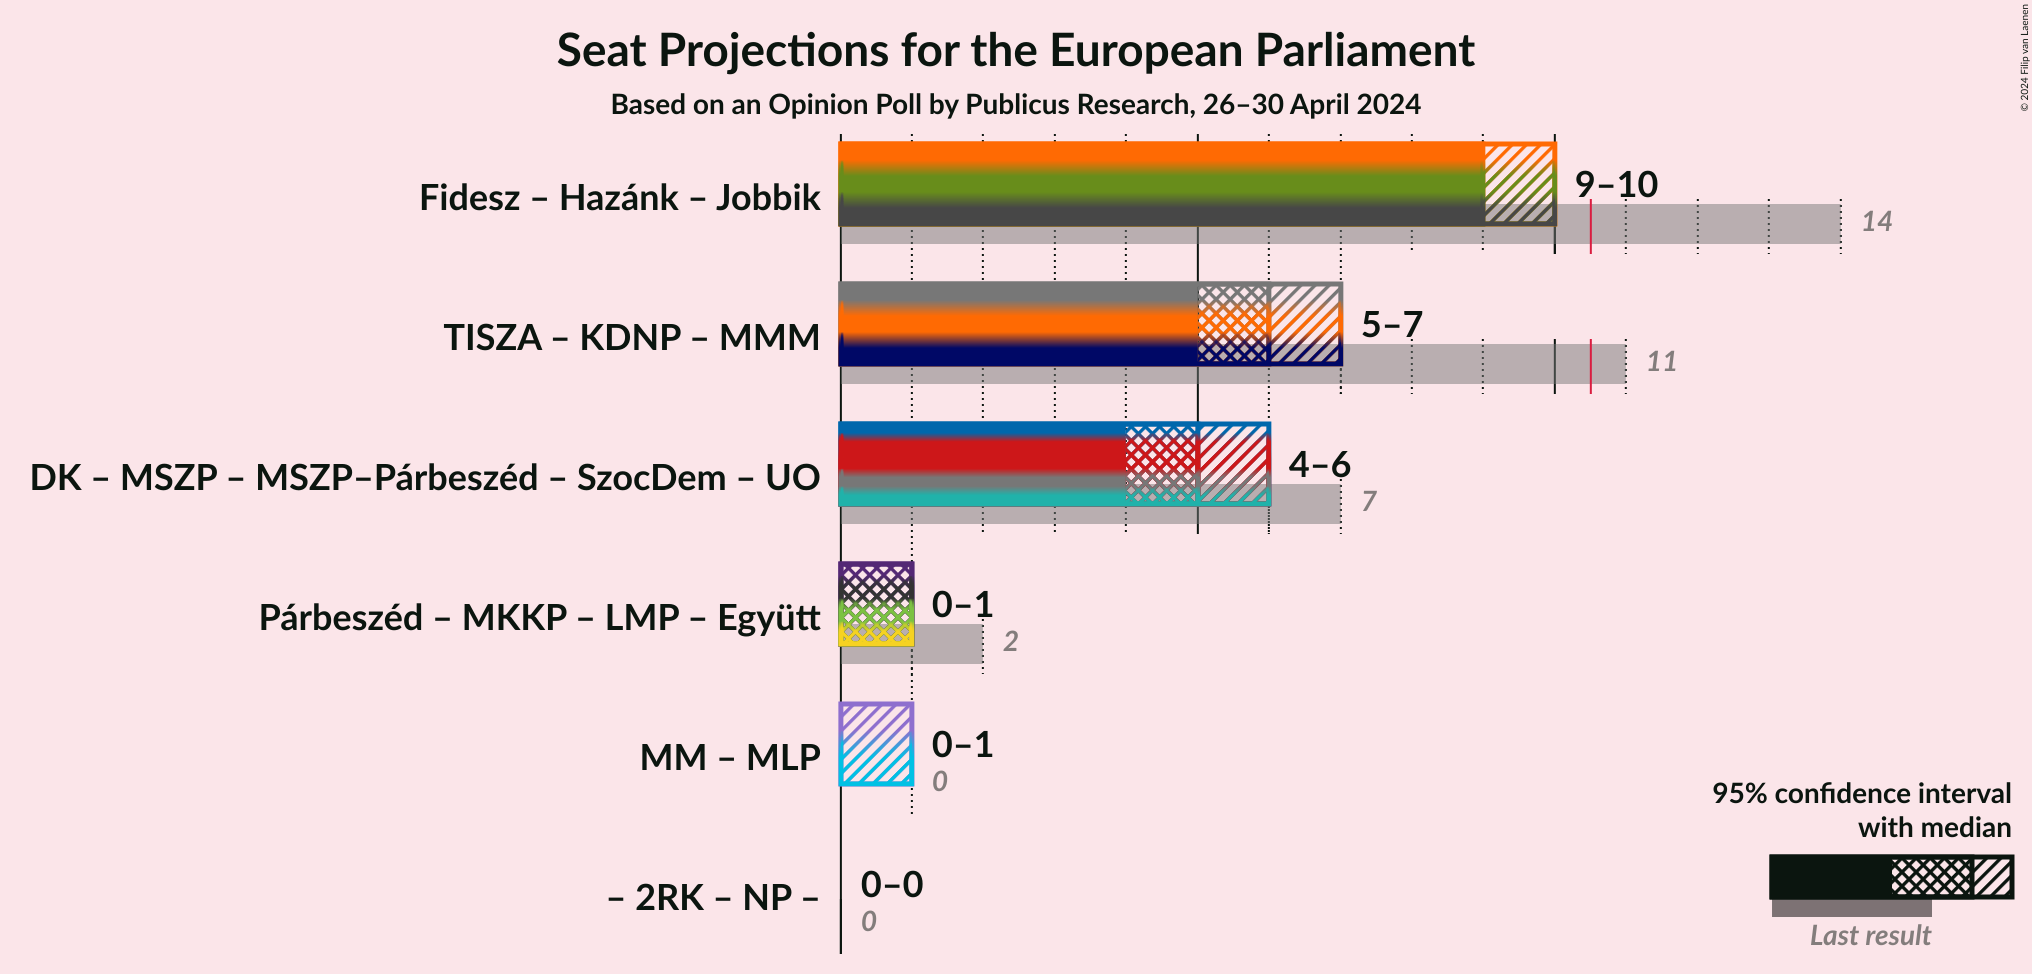 Seat Projections for the European Parliament
Based on an Opinion Poll by Publicus Research, 26–30 April 2024
© 2024 Filip van Laenen
Fidesz – Hazánk – Jobbik
9–10
14
TISZA – KDNP – MMM
5–7
11
DK – MSZP – MSZP–Párbeszéd – SzocDem – UO
4–6
7
Párbeszéd – MKKP – LMP – Együtt
0–1
2
MM – MLP
0–1
0
– 2RK – NP –
0–0
0
95% confidence interval
with median
Last result